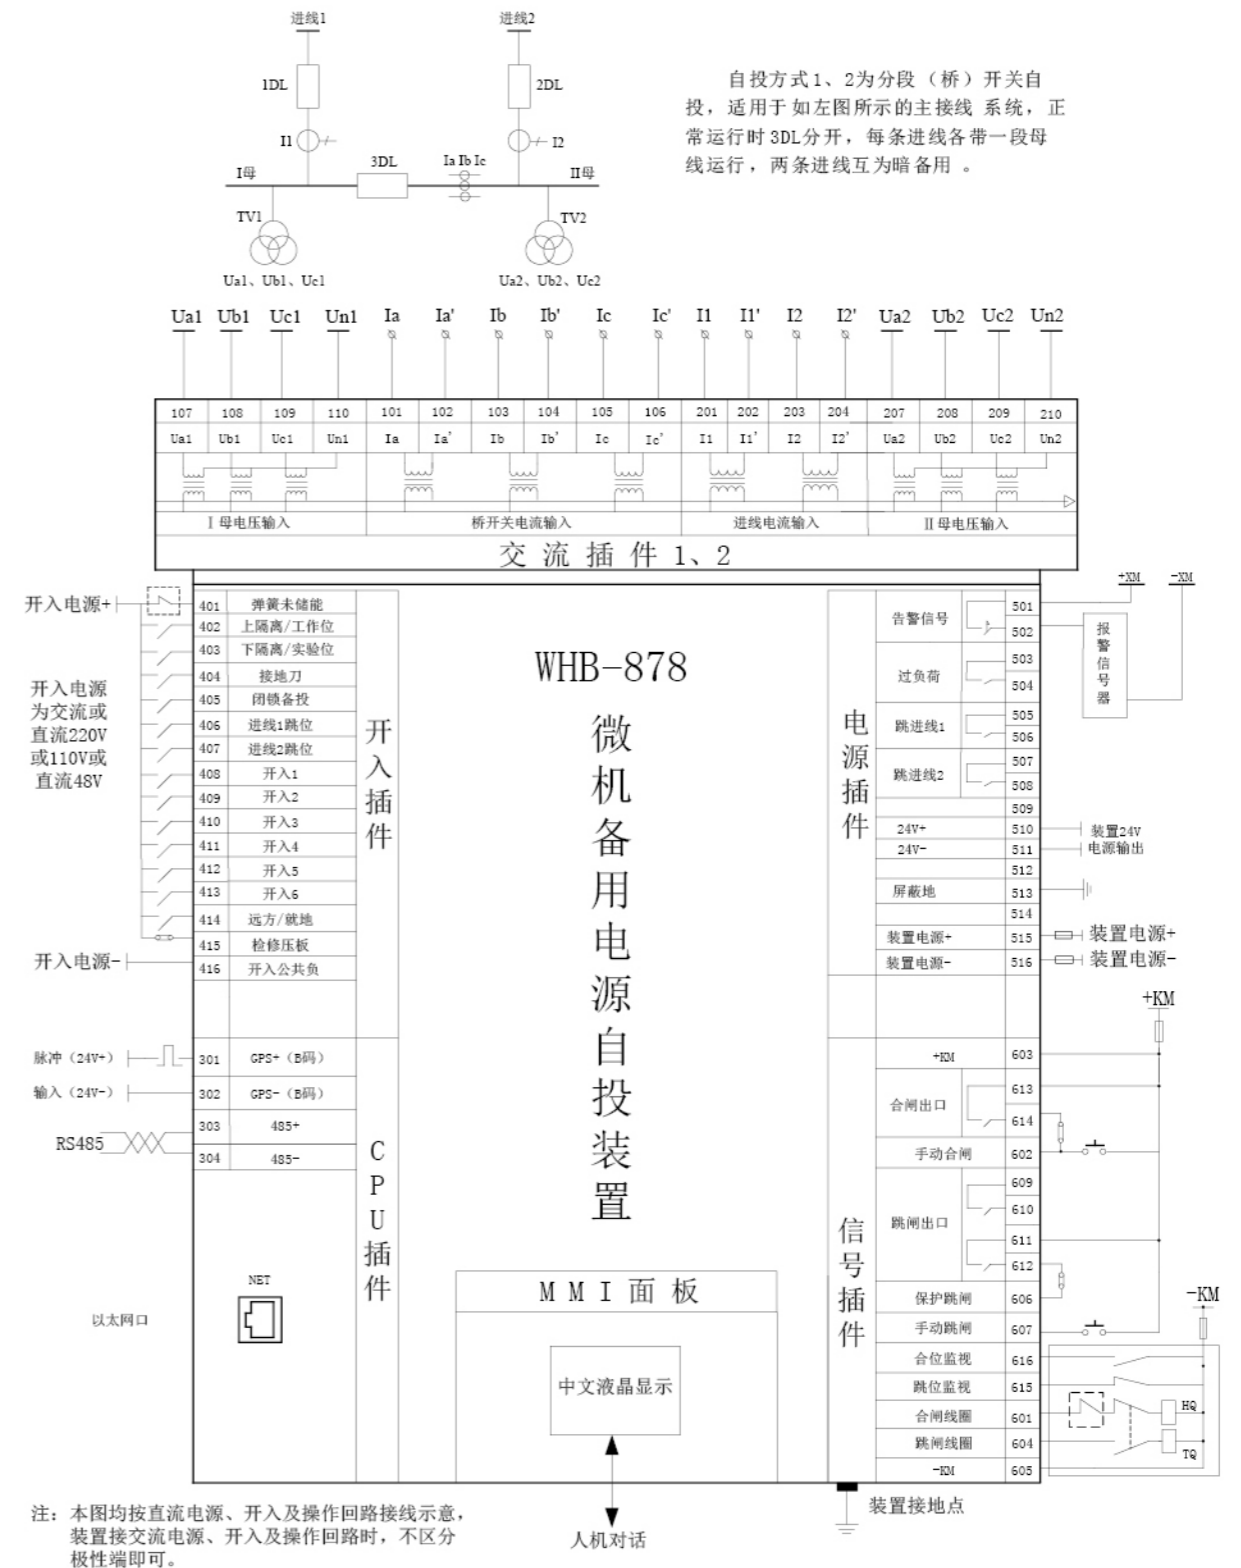 进线1
进线2
1DL
2DL
I1
I2
3DL
Ia Ib Ic
I母
II母
TV1
TV2
Ua1、Ub1、Uc1
Ua2、Ub2、Uc2
自投方式1、2为分段（桥）开关自
投，适用于如左图所示的主接线 系统，正
常运行时3DL分开，每条进线各带一段母
线运行，两条进线互为暗备用 。
Ua1 Ub1 Uc1 Un1 Ia Ia' Ib Ib' Ic Ic' I1 I1' I2 I2' Ua2 Ub2 Uc2 Un2
107 108 109 110 101 102 103 104 105 106 201 202 203 204 207 208 209 210
Ua1 Ub1 Uc1 Un1 Ia Ia' Ib Ib' Ic Ic' I1 I1' I2 I2' Ua2 Ub2 Uc2 Un2
I 母电压输入
桥开关电流输入
进线电流输入
II母电压输入
交 流 插 件 1、2
开入电源+
开入电源
为交流或
直流220V
或110V或
直流48V
开入电源-
401 弹簧未储能
402 上隔离/工作位
403 下隔离/实验位
404 接地刀
405 闭锁备投
406 进线1跳位
407 进线2跳位
408 开入1
409 开入2
410 开入3
411 开入4
412 开入5
413 开入6
414 远方/就地
415 检修压板
416 开入公共负
开入插件
脉冲（24V+）
输入（24V-）
RS485
301 GPS+（B码）
302 GPS-（B码）
303 485+
304 485-
CPU插件
NET
以太网口
WHB-878
微机备用电源自投装置
MMI面板
中文液晶显示
人机对话
电源插件
告警信号 501
502
过负荷 503
504
跳进线1 505
506
跳进线2 507
508
509
24V+ 510
24V- 511
512
屏蔽地 513
514
装置电源+ 515
装置电源- 516
+XM
-XM
报警信号器
装置24V
电源输出
装置电源+
装置电源-
信号插件
+KM 603
合闸出口 613
614
手动合闸 602
跳闸出口 609
610
611
612
保护跳闸 606
手动跳闸 607
合位监视 616
跳位监视 615
合闸线圈 601
跳闸线圈 604
-KM 605
+KM
-KM
HQ
TQ
装置接地点
注：本图均按直流电源、开入及操作回路接线示意，
装置接交流电源、开入及操作回路时，不区分
极性端即可。